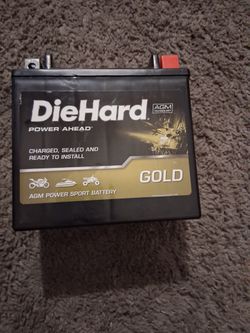 DieHard
POWER AHEAD
AGM
CHARGED, SEALED AND
READY TO INSTALL
GOLD
AGM POWER SPORT BATTERY